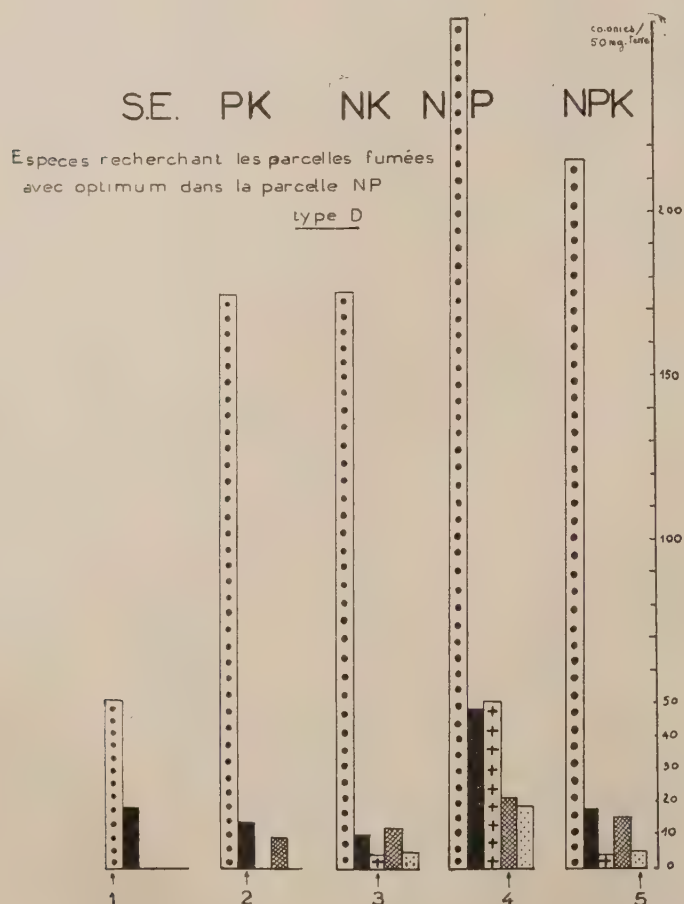 colonies/
50 mg. Terre
S.E. PK NK NP NPK
Especes recherchant les parcelles fumées
avec optimum dans la parcelle NP
type D
200
150
100
50
40
30
20
10
0
1 2 3 4 5